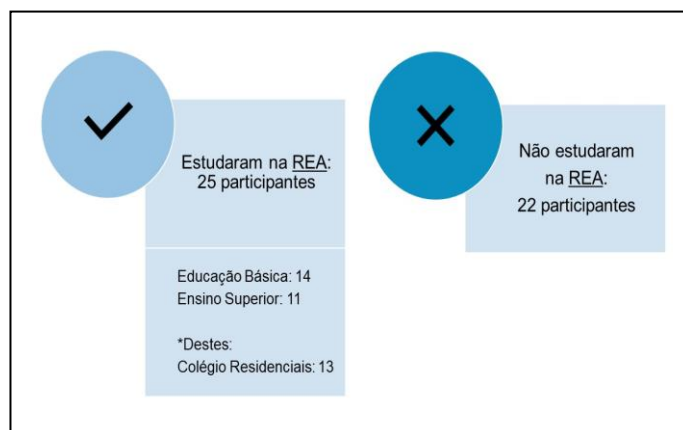 Estudaram na REA:
25 participantes
Educação Básica: 14
Ensino Superior: 11
*Destes:
Colégio Residenciais: 13
Não estudaram
na REA:
22 participantes